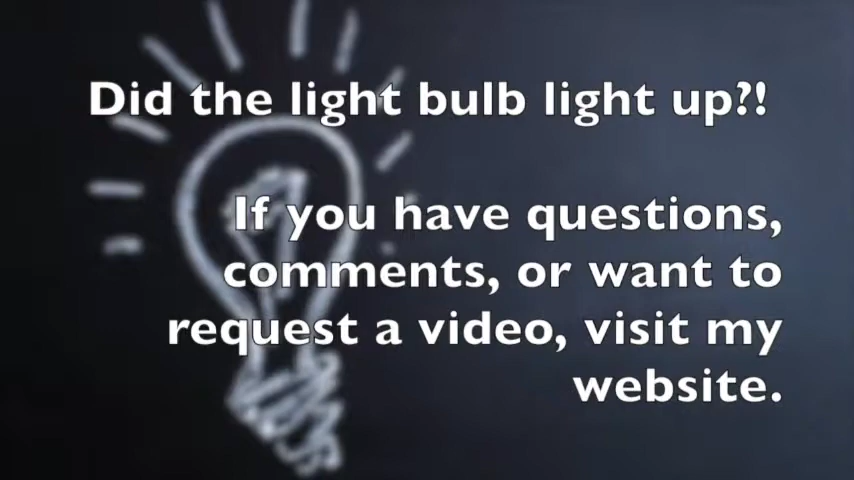 Did the light bulb light up?!
If you have questions,
comments, or want to
request a video, visit my
website.